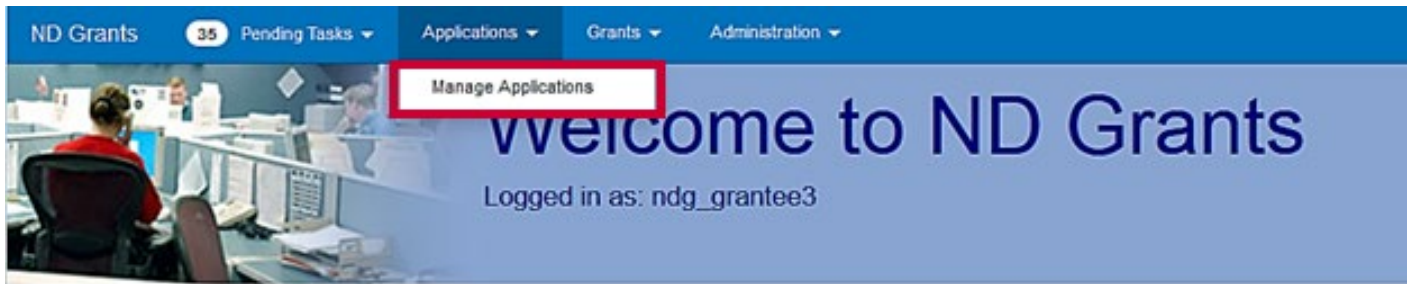 ND Grants 35 Pending Tasks Applications Grants Administration
Manage Applications
Welcome to ND Grants
Logged in as: ndg_grantee3